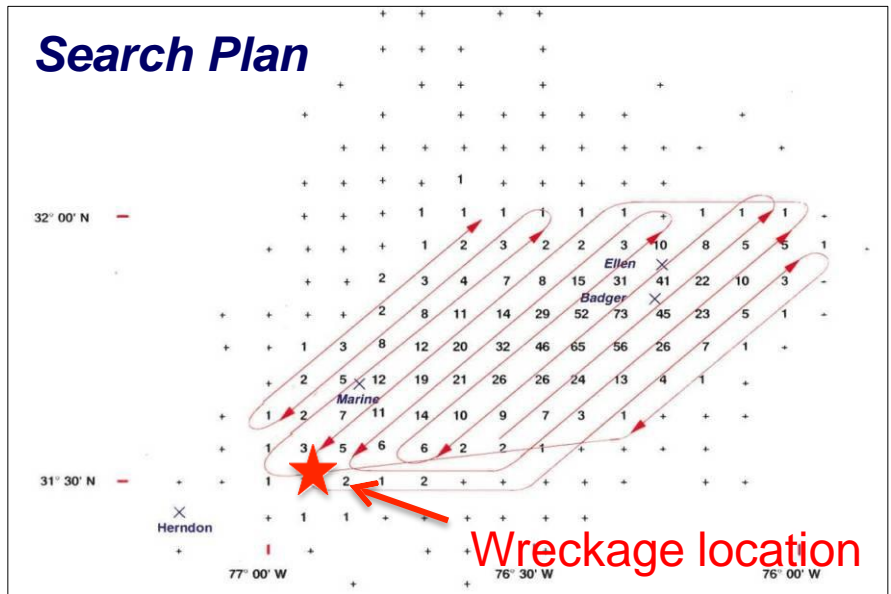 Search Plan
1
32° 00' N 1 1 1 1 1 1 1 1 1
1 2 3 2 2 3 10 8 5 5 1
Ellen
2 3 4 7 8 15 31 41 22 10 3
Badger
2 8 11 14 29 52 73 45 23 5 1
1 3 8 12 20 32 46 65 56 26 7 1
2 5 12 19 21 26 26 24 13 4 1
Marine
1 2 7 11 14 10 9 7 3 1
1 3 5 6 6 2 2 1
31° 30' N 1 2 1 2
1 1
Herndon
Wreckage location
77° 00' W 76° 30' W 76° 00' W